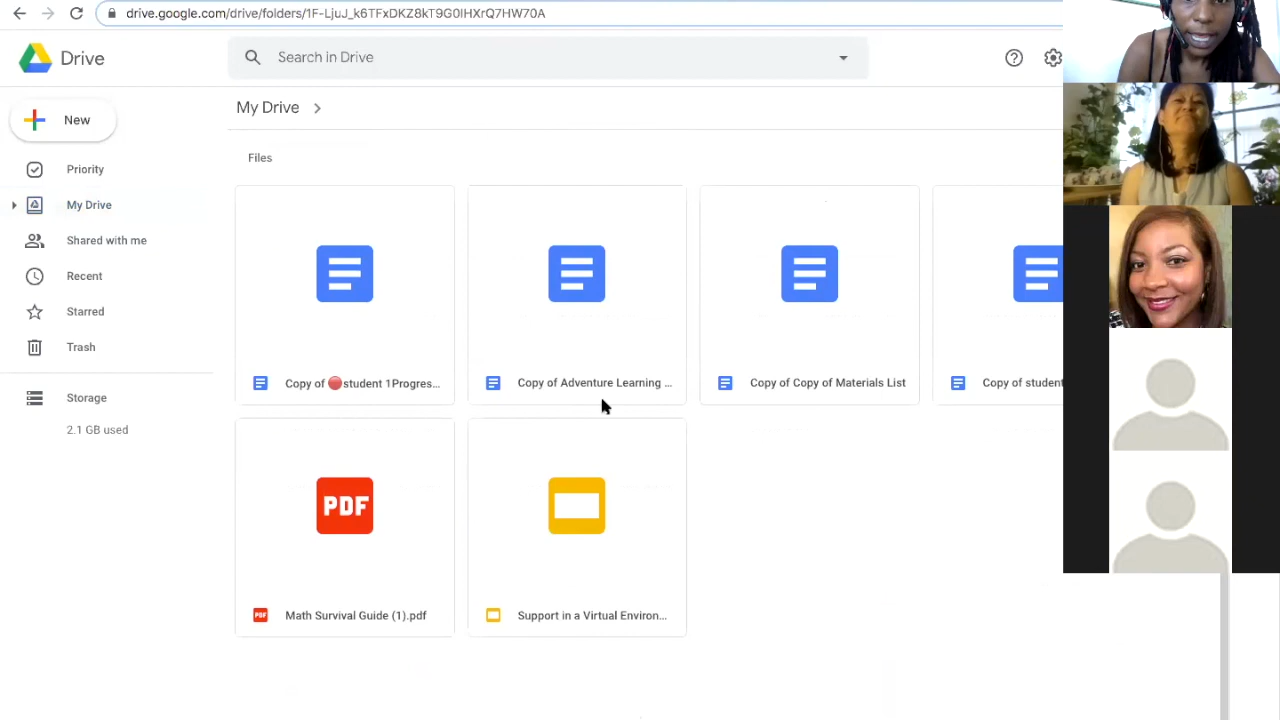 drive.google.com/drive/folders/1F-LjuJ_k6TFxDKZ8kT9G0IHXrQ7HW70A
Drive
Search in Drive
My Drive
New
Files
Priority
My Drive
Shared with me
Recent
Starred
Trash
Storage
2.1 GB used
Copy of 🔴student 1Progres...
Copy of Adventure Learning ...
Copy of Copy of Materials List
Copy of student
PDF
Math Survival Guide (1).pdf
Support in a Virtual Environ...